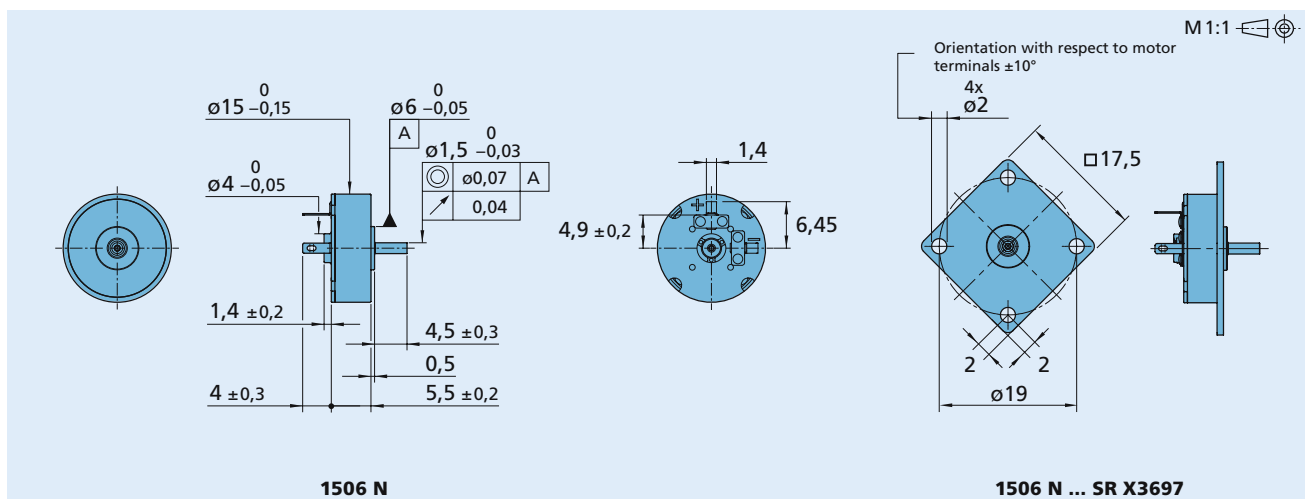 M 1:1
Orientation with respect to motor
terminals ±10°
0
ø15 –0,15
0
ø6 –0,05
A
0
ø1,5 –0,03
ø0,07 A
0,04
0
ø4 –0,05
1,4 ±0,2
4,5 ±0,3
0,5
4 ±0,3
5,5 ±0,2
1,4
4,9 ±0,2
6,45
+
–
4x
ø2
□17,5
2
2
ø19
1506 N
1506 N ... SR X3697